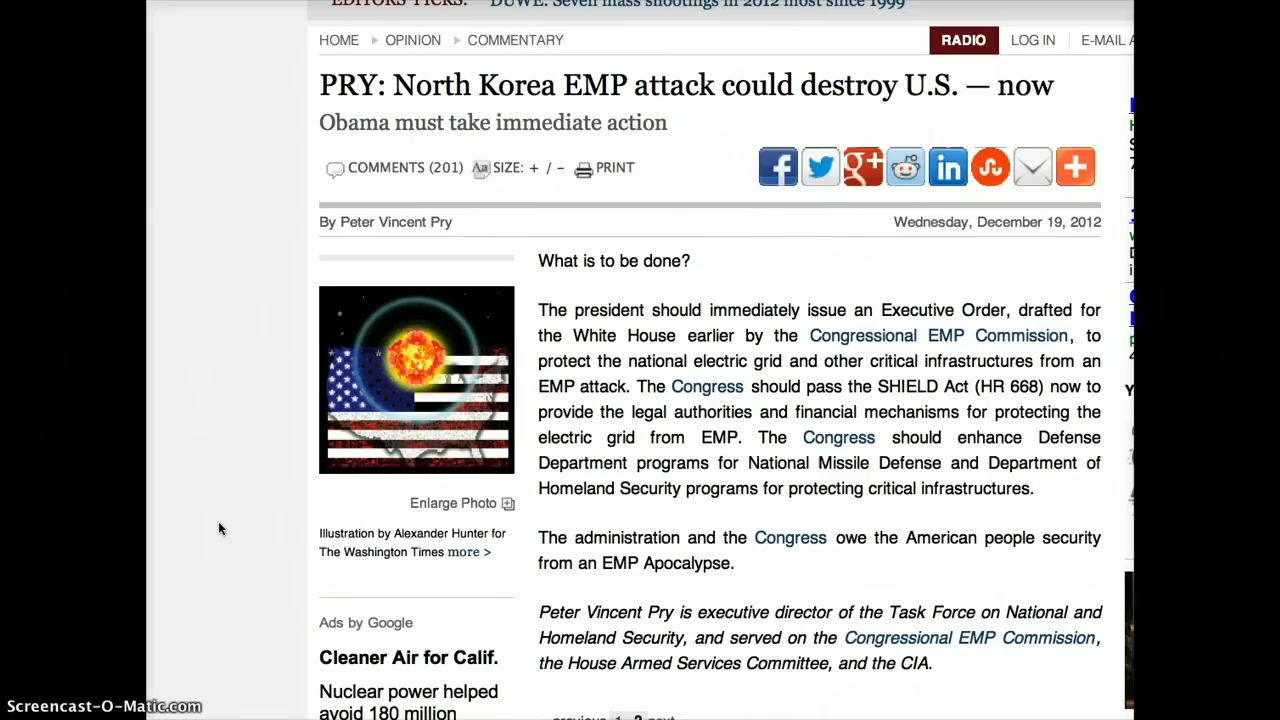 EDITORS' PICKS: DUWE: Seven mass shootings in 2012 most since 1999
HOME OPINION COMMENTARY
RADIO LOG IN E-MAIL A
PRY: North Korea EMP attack could destroy U.S. — now
Obama must take immediate action
COMMENTS (201) Aa SIZE: + / - PRINT
By Peter Vincent Pry
Wednesday, December 19, 2012
What is to be done?
The president should immediately issue an Executive Order, drafted for
the White House earlier by the Congressional EMP Commission, to
protect the national electric grid and other critical infrastructures from an
EMP attack. The Congress should pass the SHIELD Act (HR 668) now to
provide the legal authorities and financial mechanisms for protecting the
electric grid from EMP. The Congress should enhance Defense
Department programs for National Missile Defense and Department of
Homeland Security programs for protecting critical infrastructures.
The administration and the Congress owe the American people security
from an EMP Apocalypse.
Peter Vincent Pry is executive director of the Task Force on National and
Homeland Security, and served on the Congressional EMP Commission,
the House Armed Services Committee, and the CIA.
previous 1 2 next
Enlarge Photo
Illustration by Alexander Hunter for
The Washington Times more >
Ads by Google
Cleaner Air for Calif.
Nuclear power helped
avoid 180 million
Screencast-O-Matic.com